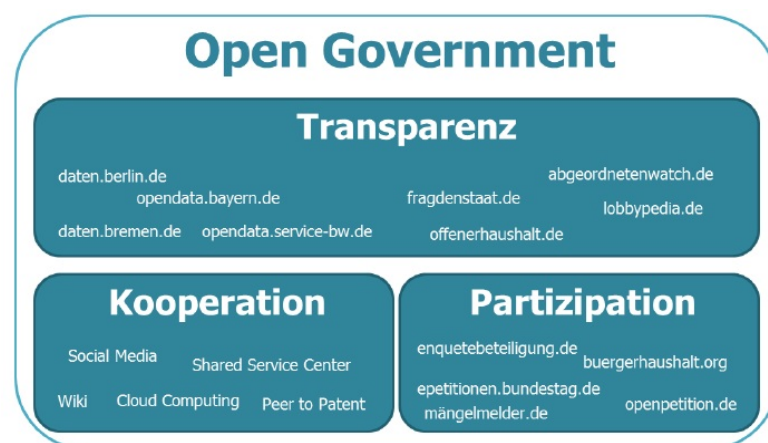 Open Government
Transparenz
daten.berlin.de
abgeordnetenwatch.de
opendata.bayern.de
fragdenstaat.de
lobbypedia.de
daten.bremen.de
opendata.service-bw.de
offenerhaushalt.de
Kooperation
Social Media
Shared Service Center
Wiki
Cloud Computing
Peer to Patent
Partizipation
enquetebeteiligung.de
buergerhaushalt.org
epetitionen.bundestag.de
mängelmelder.de
openpetition.de